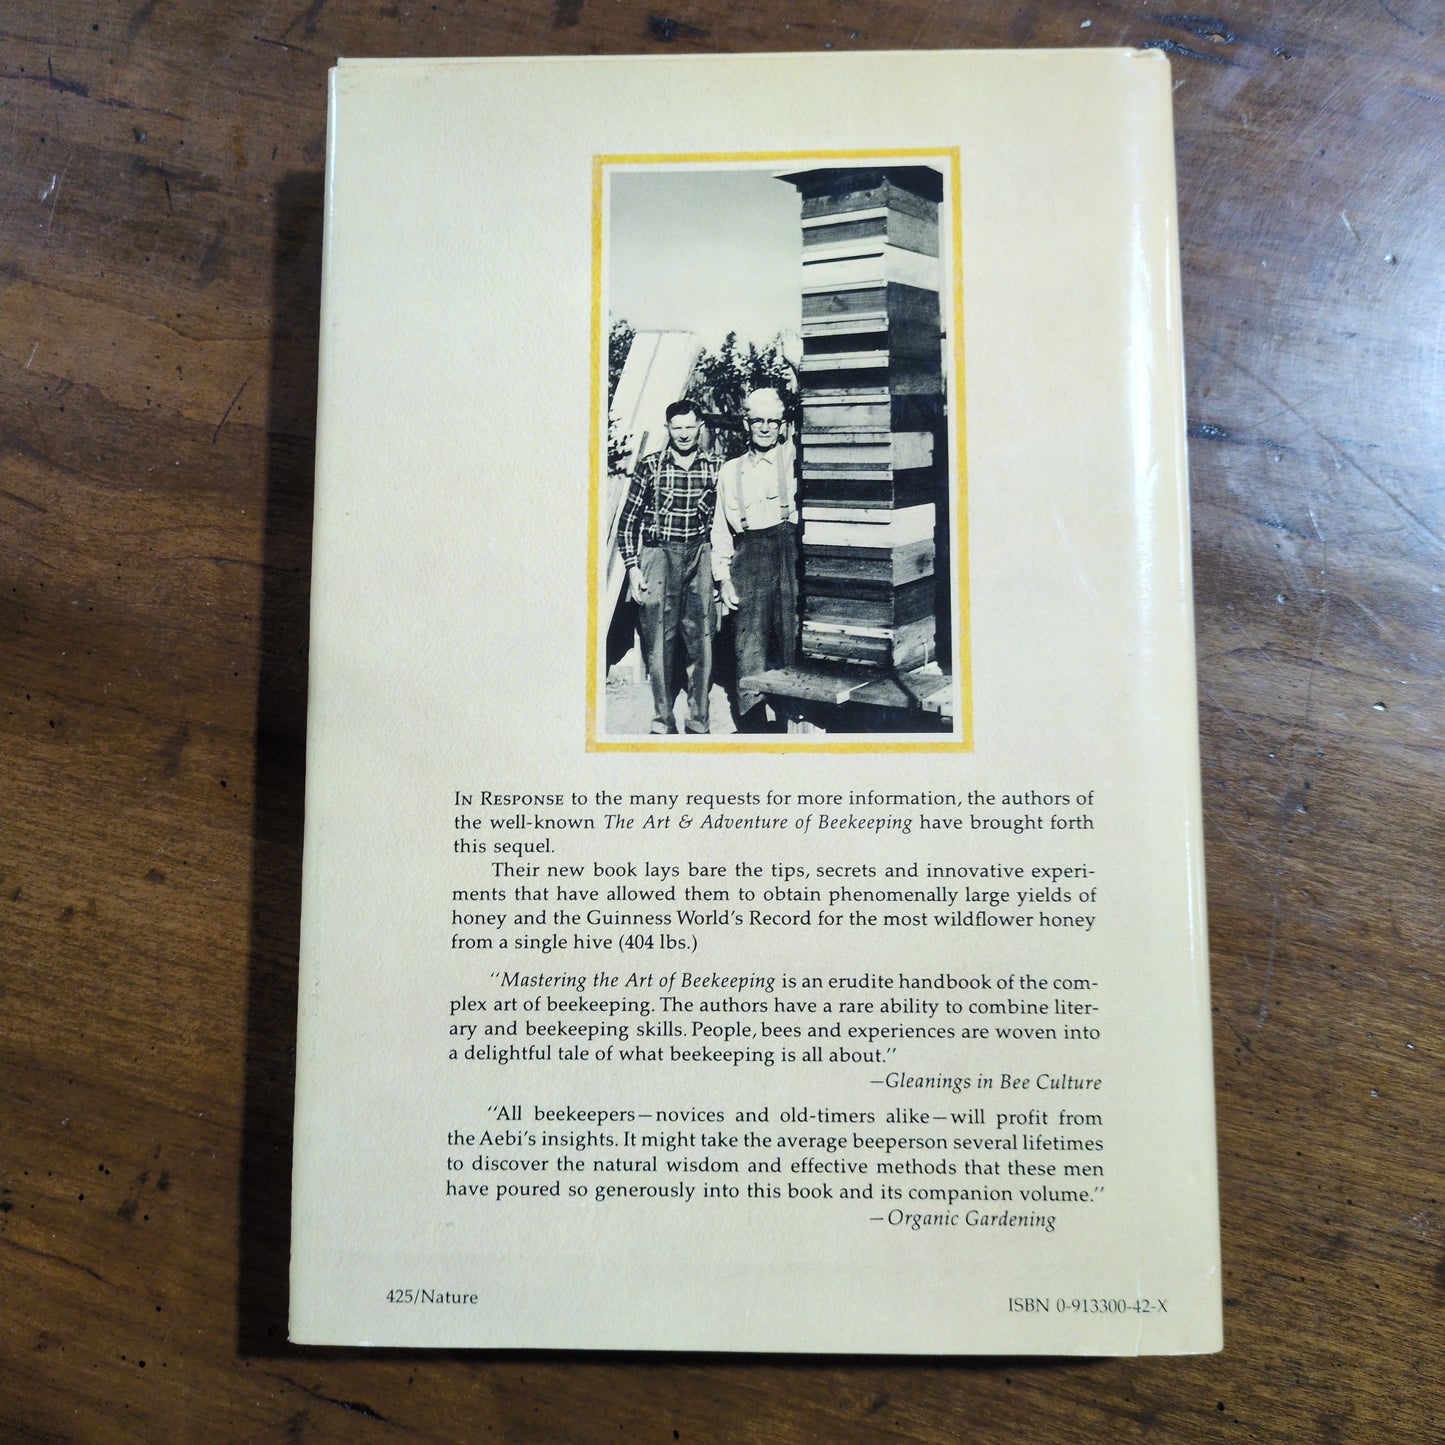 In Response to the many requests for more information, the authors of
the well-known The Art & Adventure of Beekeeping have brought forth
this sequel.
Their new book lays bare the tips, secrets and innovative experi-
ments that have allowed them to obtain phenomenally large yields of
honey and the Guinness World's Record for the most wildflower honey
from a single hive (404 lbs.)
"Mastering the Art of Beekeeping is an erudite handbook of the com-
plex art of beekeeping. The authors have a rare ability to combine liter-
ary and beekeeping skills. People, bees and experiences are woven into
a delightful tale of what beekeeping is all about."
—Gleanings in Bee Culture
"All beekeepers—novices and old-timers alike—will profit from
the Aebi's insights. It might take the average beeperson several lifetimes
to discover the natural wisdom and effective methods that these men
have poured so generously into this book and its companion volume."
—Organic Gardening
425/Nature
ISBN 0-913300-42-X